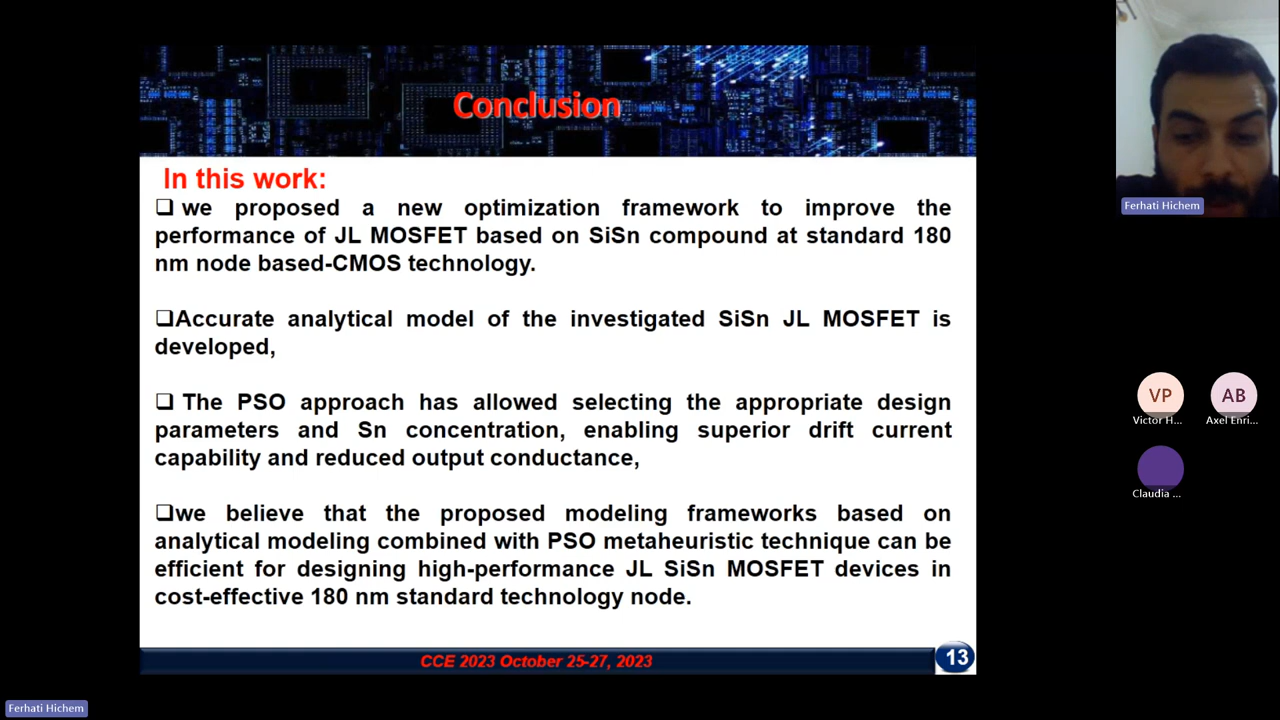 Conclusion
In this work:
❑ we proposed a new optimization framework to improve the
performance of JL MOSFET based on SiSn compound at standard 180
nm node based-CMOS technology.
❑Accurate analytical model of the investigated SiSn JL MOSFET is
developed,
❑ The PSO approach has allowed selecting the appropriate design
parameters and Sn concentration, enabling superior drift current
capability and reduced output conductance,
❑we believe that the proposed modeling frameworks based on
analytical modeling combined with PSO metaheuristic technique can be
efficient for designing high-performance JL SiSn MOSFET devices in
cost-effective 180 nm standard technology node.
CCE 2023 October 25-27, 2023
13
Ferhati Hichem
VP
AB
Victor H...
Axel Enri...
Claudia ...
Ferhati Hichem